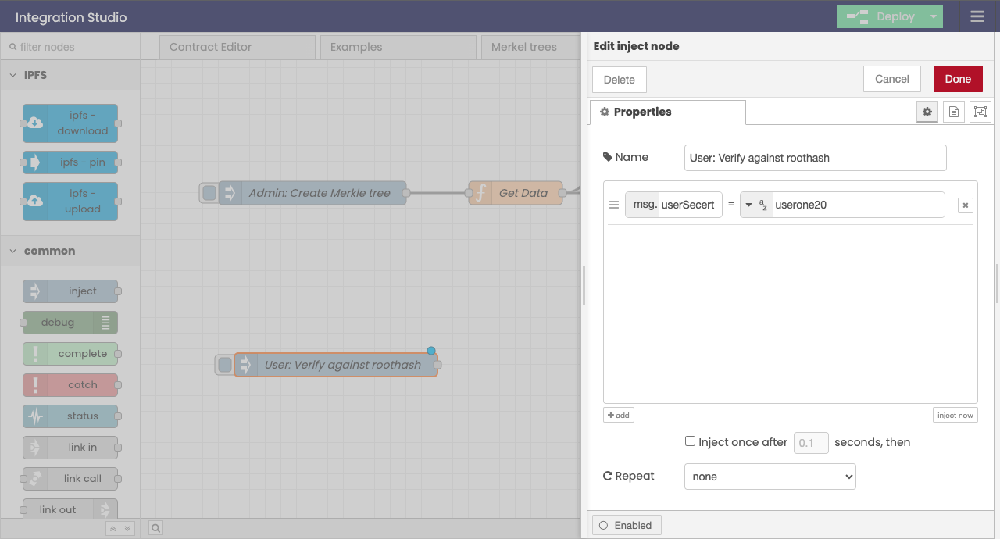 Integration Studio
Deploy
filter nodes
Contract Editor
Examples
Merkel trees
IPFS
ipfs -
download
ipfs - pin
ipfs -
upload
common
inject
debug
complete
catch
status
link in
link call
link out
Admin: Create Merkle tree
Get Data
User: Verify against roothash
Edit inject node
Delete
Cancel
Done
Properties
Name
User: Verify against roothash
msg. userSecert = az userone20
add
inject now
Inject once after 0.1 seconds, then
Repeat
none
Enabled